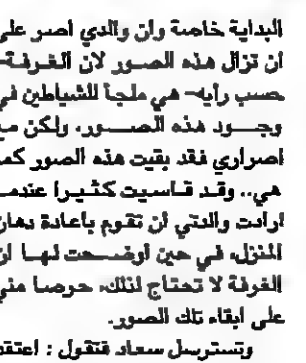 البداية خاصة وان والدي اصر على
ان تزال هذه الصور لان الغرفة-
حسب رأيه- هي ملجأ للشياطين في
وجود هذه الصور، ولكن مع
اصراري فقد بقيت هذه الصور كما
هي.. وقد قاسيت كثيرا عندما
ارادت والدتي ان تقوم باعادة دهان
المنزل، في حين أوضحت لها ان
الغرفة لا تحتاج لذلك، حرصا مني
على ابقاء تلك الصور.
وتسترسل سعاد فتقول : اعتقد